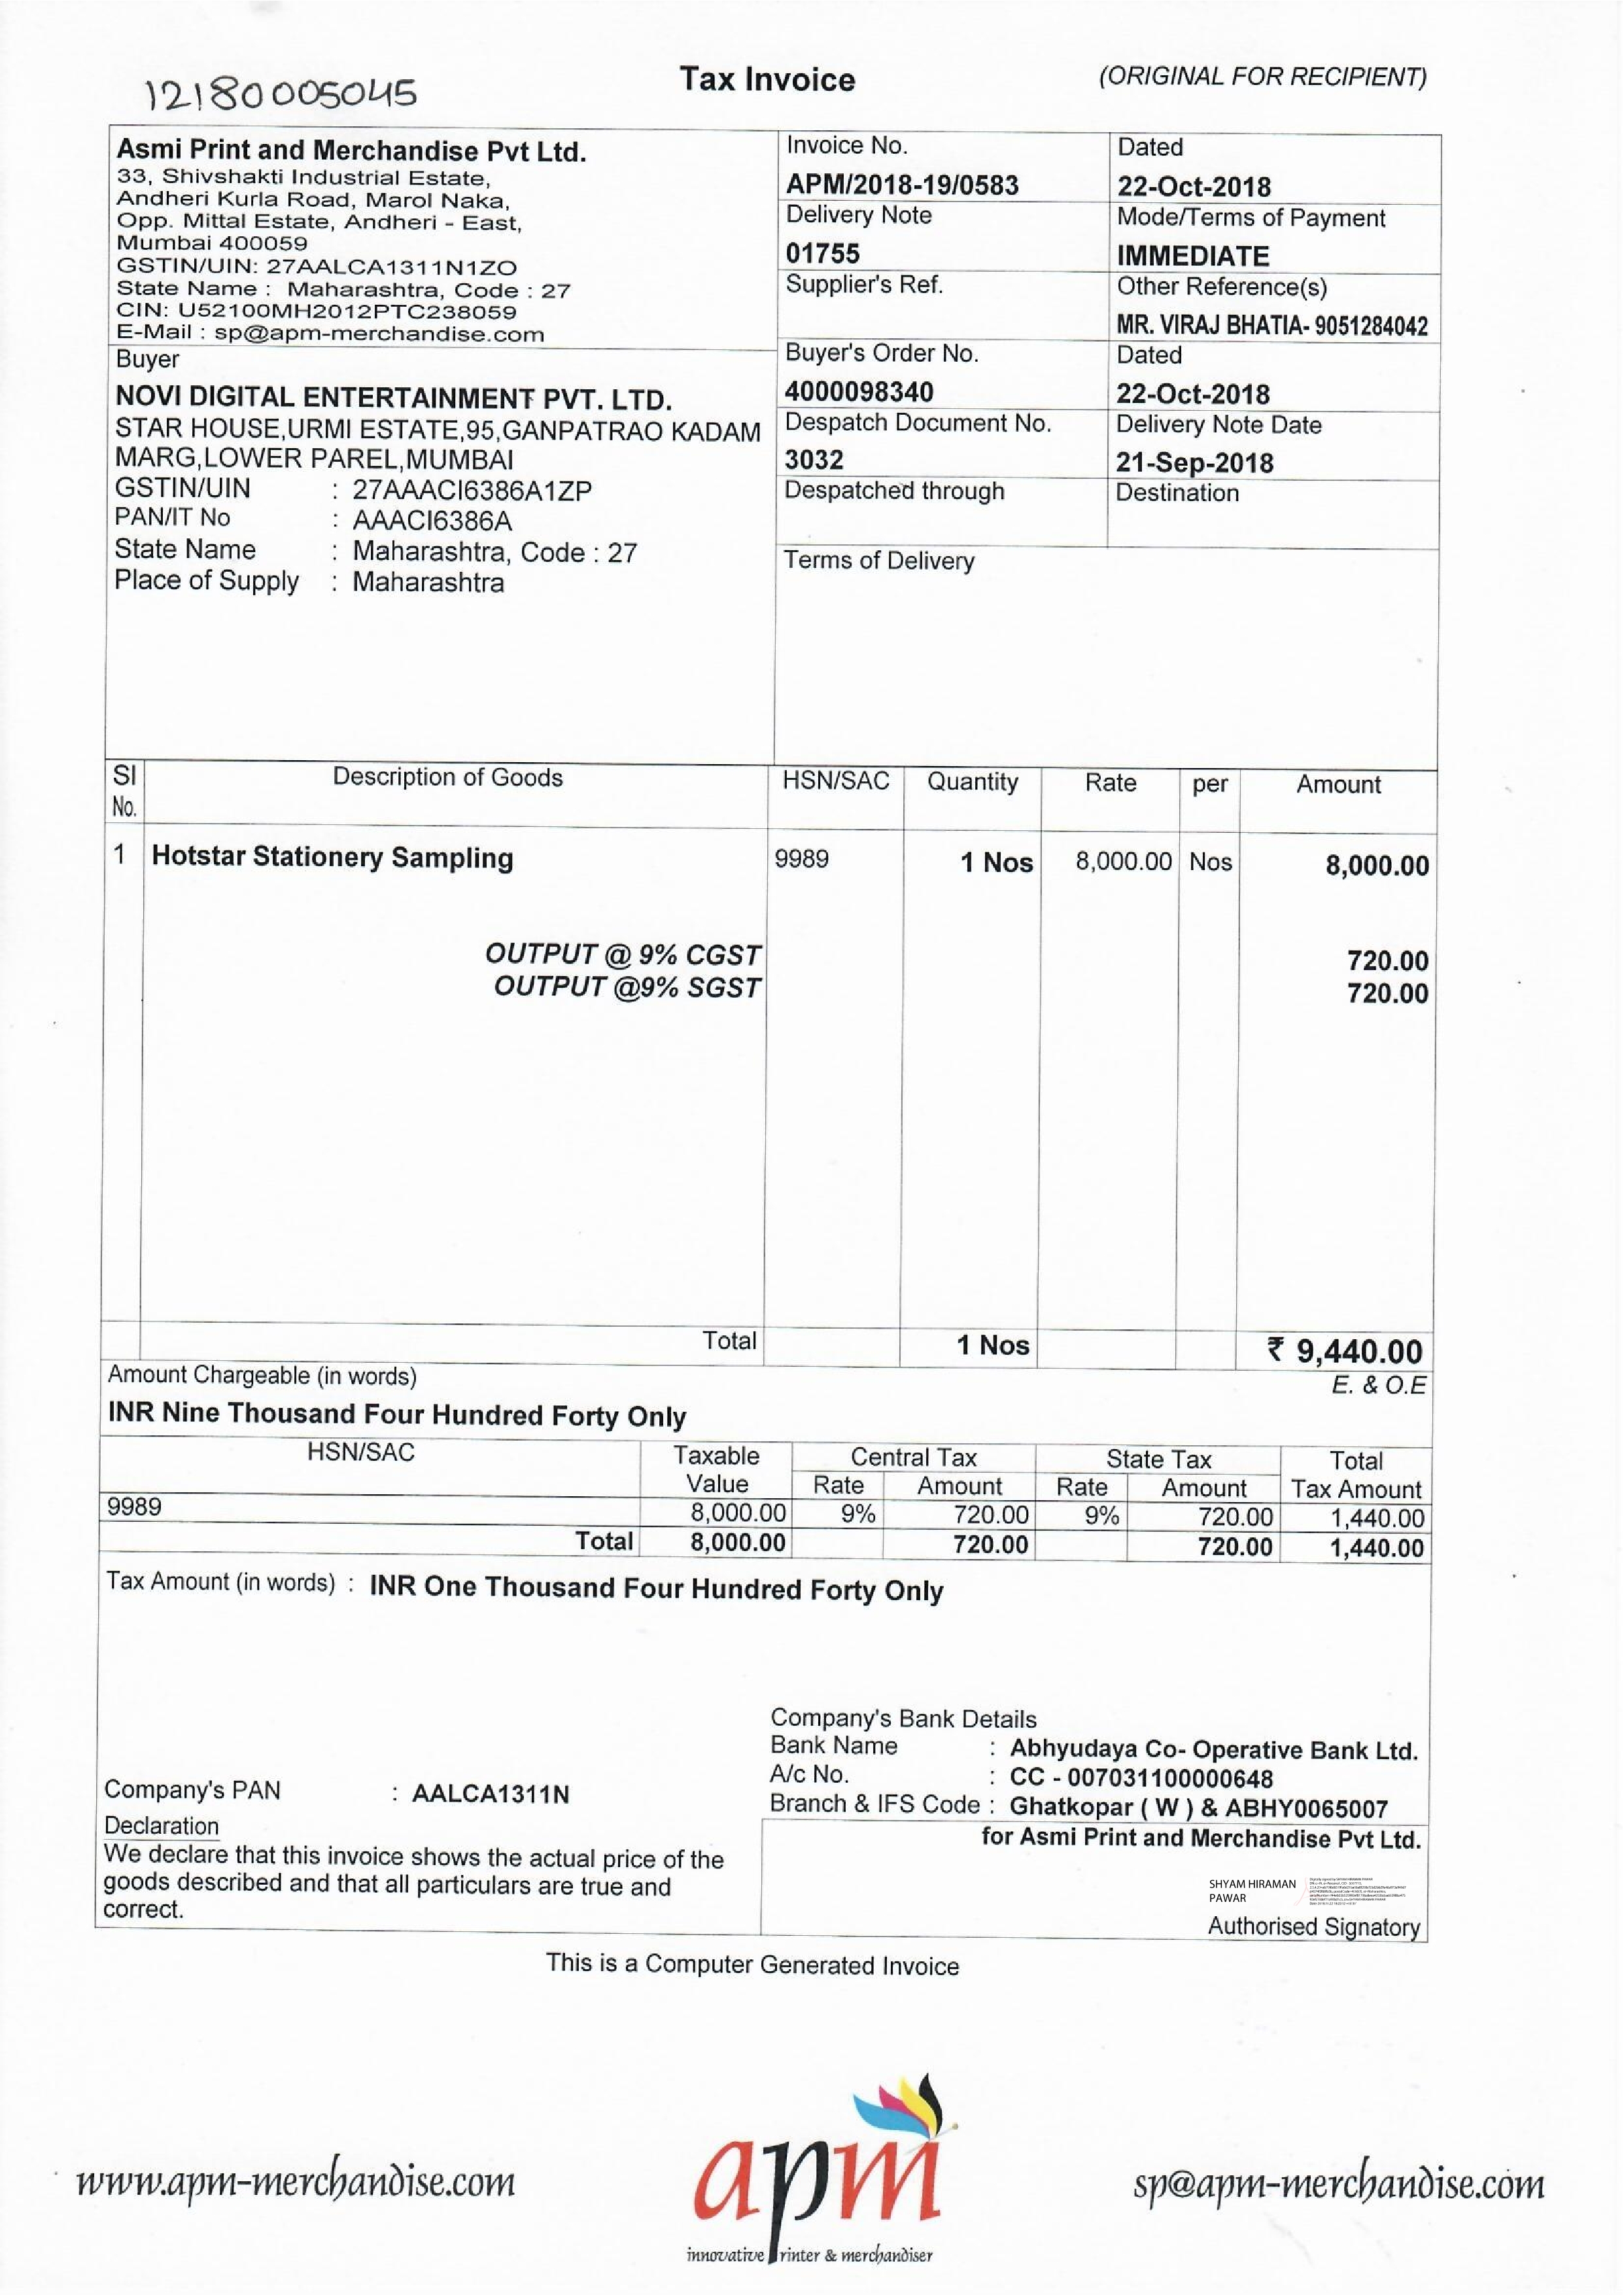 12180005045
Tax Invoice
(ORIGINAL FOR RECIPIENT)
Asmi Print and Merchandise Pvt Ltd.
33, Shivshakti Industrial Estate,
Andheri Kurla Road, Marol Naka,
Opp. Mittal Estate, Andheri - East,
Mumbai 400059
GSTIN/UIN: 27AALCA1311N1ZO
State Name : Maharashtra, Code : 27
CIN: U52100MH2012PTC238059
E-Mail : sp@apm-merchandise.com
Buyer
NOVI DIGITAL ENTERTAINMENT PVT. LTD.
STAR HOUSE,URMI ESTATE,95,GANPATRAO KADAM
MARG,LOWER PAREL,MUMBAI
GSTIN/UIN : 27AAACI6386A1ZP
PAN/IT No : AAACI6386A
State Name : Maharashtra, Code : 27
Place of Supply : Maharashtra
Invoice No.
APM/2018-19/0583
Dated
22-Oct-2018
Delivery Note
01755
Mode/Terms of Payment
IMMEDIATE
Supplier's Ref.
Other Reference(s)
MR. VIRAJ BHATIA- 9051284042
Buyer's Order No.
4000098340
Dated
22-Oct-2018
Despatch Document No.
3032
Delivery Note Date
21-Sep-2018
Despatched through
Destination
Terms of Delivery
Sl No. Description of Goods HSN/SAC Quantity Rate per Amount
1 Hotstar Stationery Sampling 9989 1 Nos 8,000.00 Nos 8,000.00
OUTPUT @ 9% CGST 720.00
OUTPUT @9% SGST 720.00
Total 1 Nos ₹ 9,440.00
Amount Chargeable (in words) E. & O.E
INR Nine Thousand Four Hundred Forty Only
HSN/SAC Taxable Value Central Tax State Tax Total Tax Amount
Rate Amount Rate Amount
9989 8,000.00 9% 720.00 9% 720.00 1,440.00
Total 8,000.00 720.00 720.00 1,440.00
Tax Amount (in words) : INR One Thousand Four Hundred Forty Only
Company's Bank Details
Bank Name : Abhyudaya Co- Operative Bank Ltd.
A/c No. : CC - 007031100000648
Branch & IFS Code : Ghatkopar ( W ) & ABHY0065007
Company's PAN : AALCA1311N
Declaration
We declare that this invoice shows the actual price of the
goods described and that all particulars are true and
correct.
for Asmi Print and Merchandise Pvt Ltd.
SHYAM HIRAMAN
PAWAR
Authorised Signatory
This is a Computer Generated Invoice
www.apm-merchandise.com
apm
innovative printer & merchandiser
sp@apm-merchandise.com